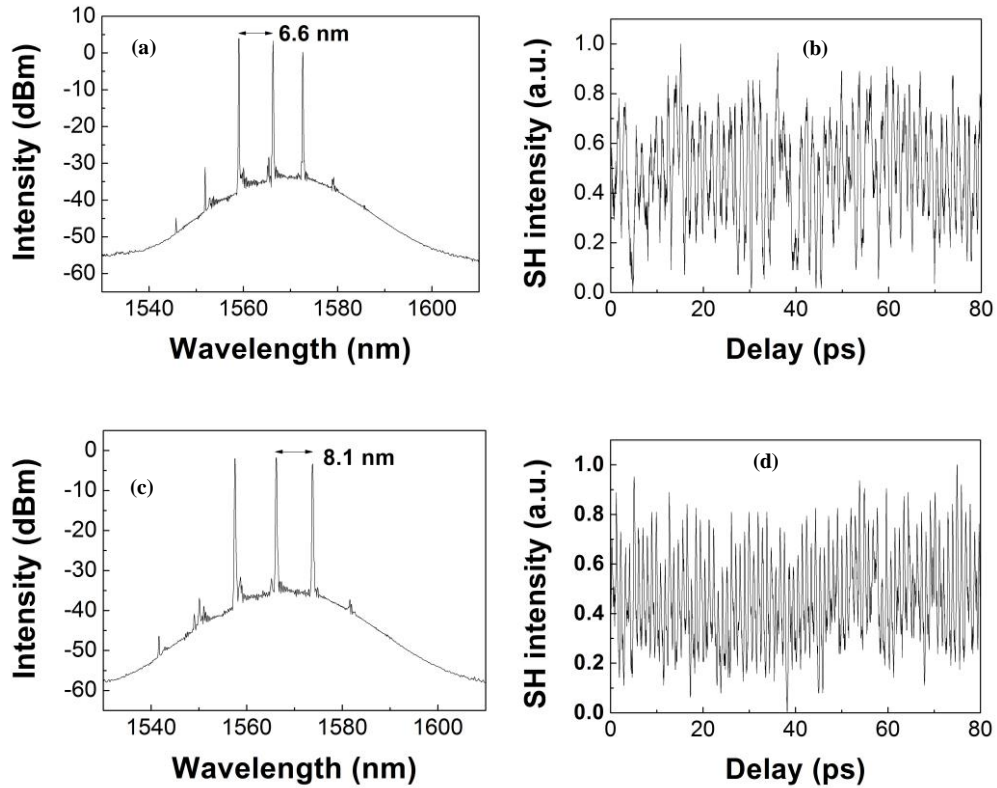 10
0
-10
-20
-30
-40
-50
-60
Intensity (dBm)
(a)
6.6 nm
1540 1560 1580 1600
Wavelength (nm)
1.0
0.8
0.6
0.4
0.2
0.0
SH intensity (a.u.)
(b)
0 20 40 60 80
Delay (ps)
0
-10
-20
-30
-40
-50
-60
Intensity (dBm)
(c)
8.1 nm
1540 1560 1580 1600
Wavelength (nm)
1.0
0.8
0.6
0.4
0.2
0.0
SH intensity (a.u.)
(d)
0 20 40 60 80
Delay (ps)